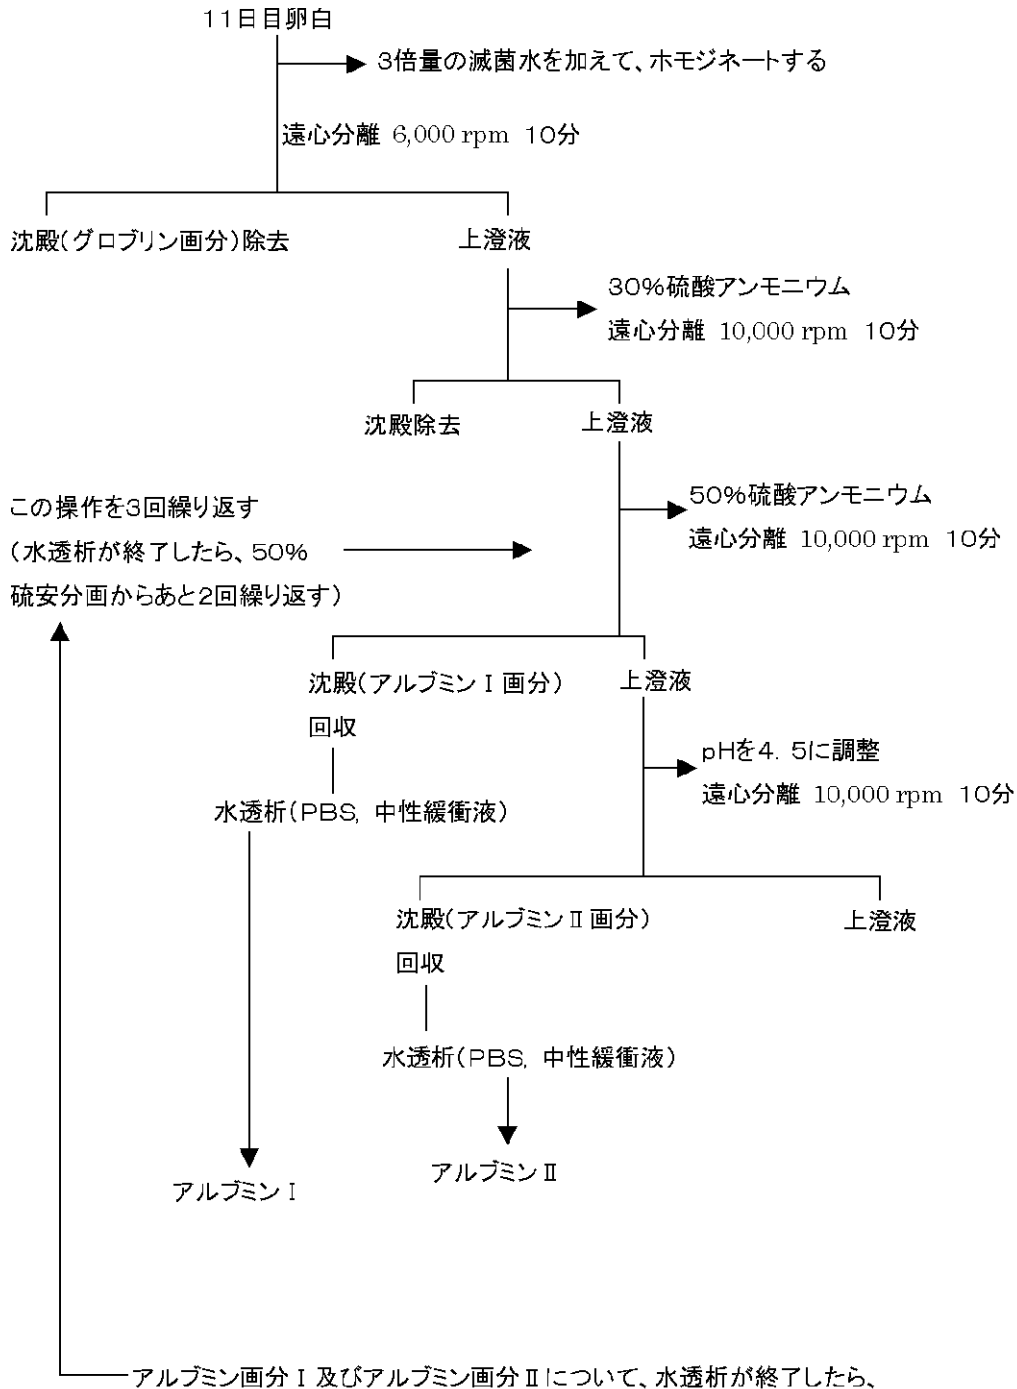 11日目卵白
3倍量の滅菌水を加えて、ホモジネートする
遠心分離 6,000 rpm 10分
沈殿(グロブリン画分)除去
上澄液
30%硫酸アンモニウム
遠心分離 10,000 rpm 10分
沈殿除去
上澄液
50%硫酸アンモニウム
遠心分離 10,000 rpm 10分
この操作を3回繰り返す
(水透析が終了したら、50%
硫安分画からあと2回繰り返す)
沈殿(アルブミンⅠ画分)
回収
上澄液
pHを4.5に調整
遠心分離 10,000 rpm 10分
水透析(PBS, 中性緩衝液)
沈殿(アルブミンⅡ画分)
回収
上澄液
水透析(PBS, 中性緩衝液)
アルブミンⅡ
アルブミンⅠ
アルブミン画分Ⅰ及びアルブミン画分Ⅱについて、水透析が終了したら、